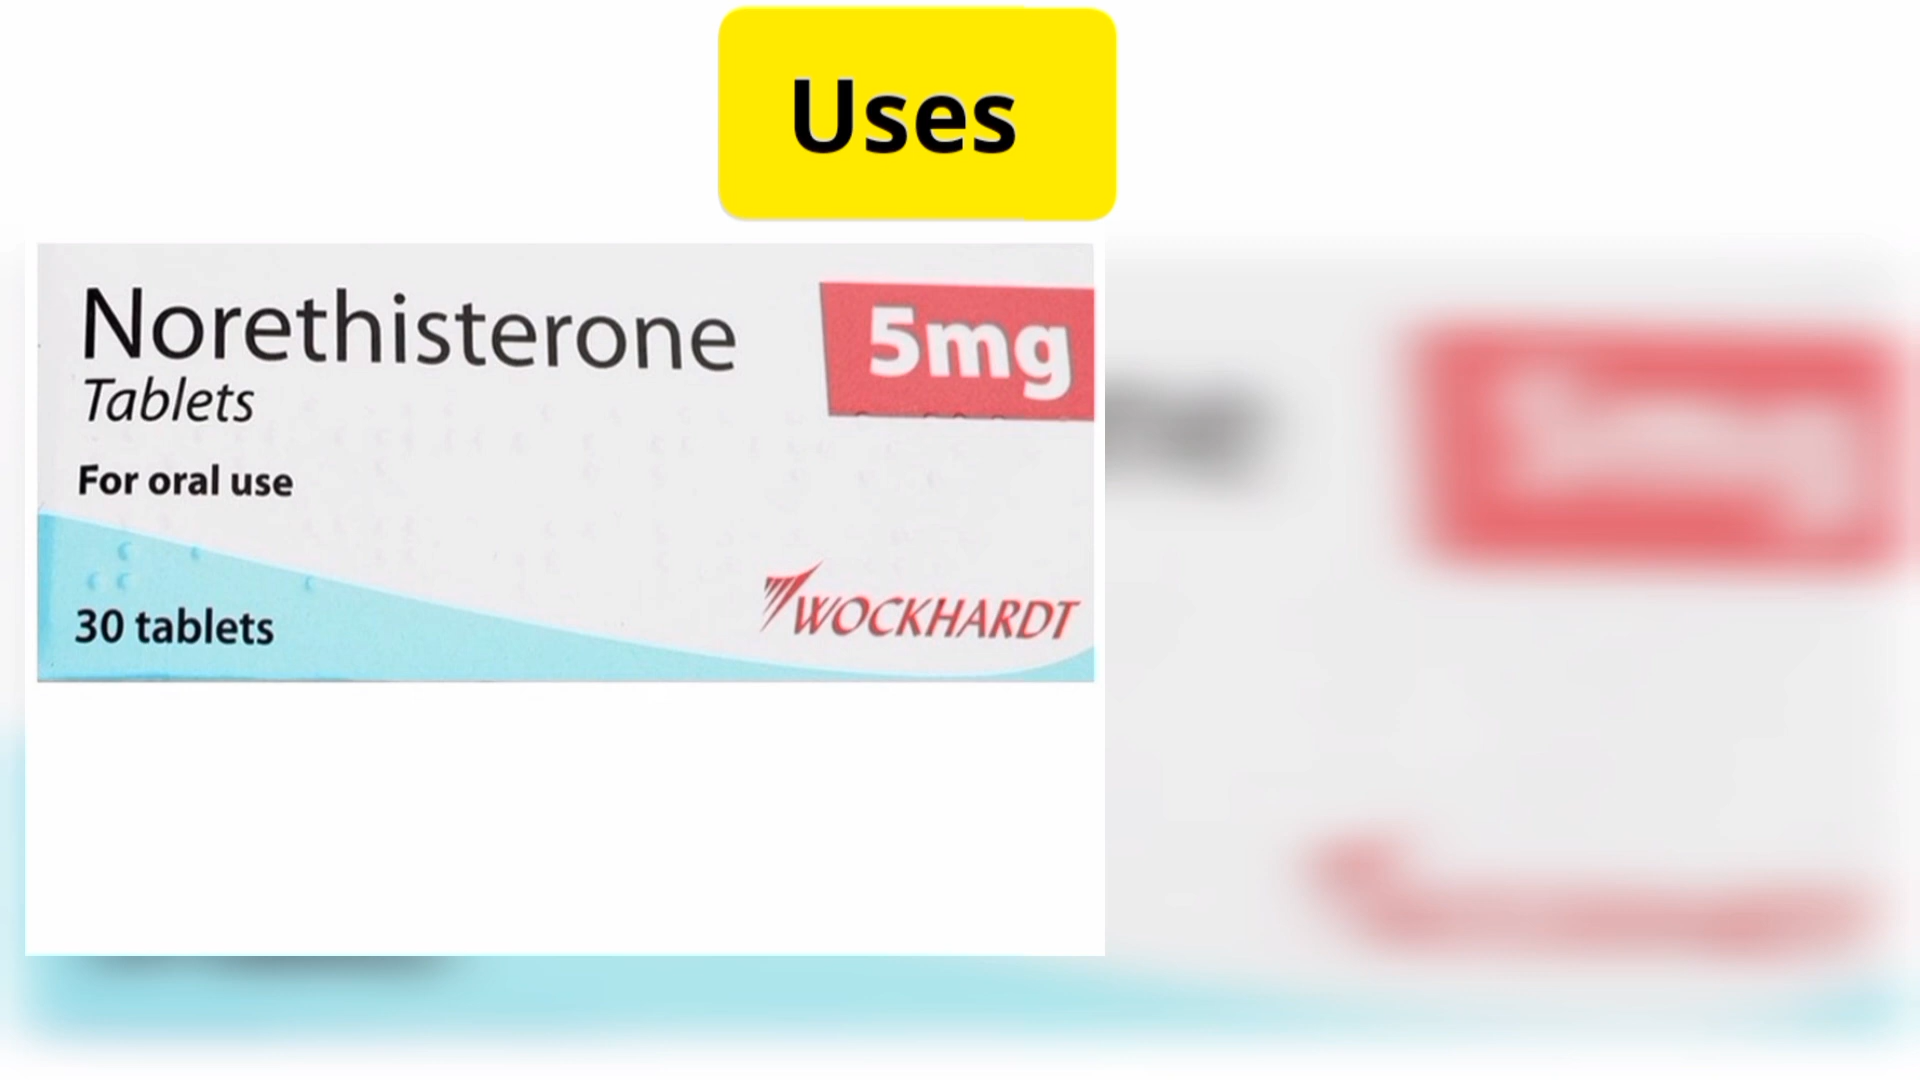 Uses
Norethisterone
5mg
Tablets
For oral use
30 tablets
WOCKHARDT